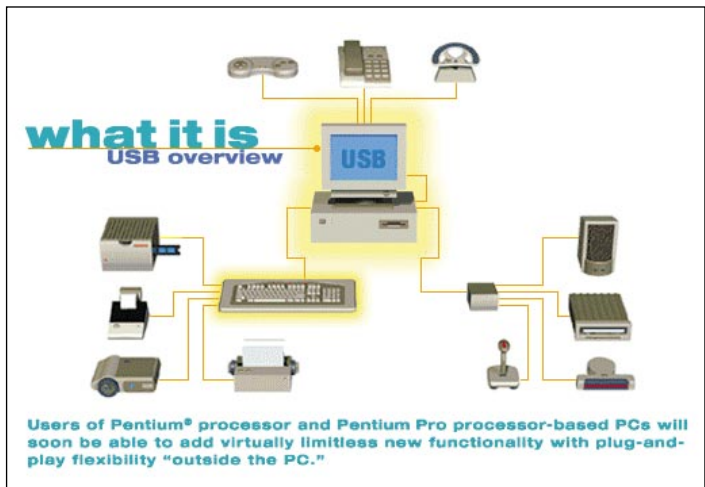 what it is
USB overview
USB
Users of Pentium® processor and Pentium Pro processor-based PCs will
soon be able to add virtually limitless new functionality with plug-and-
play flexibility “outside the PC.”